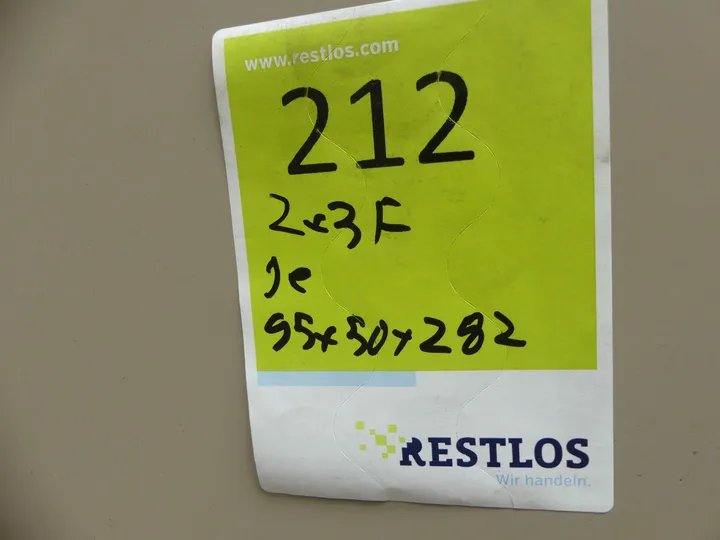 www.restlos.com
212
2x3F
Je
95x50x282
RESTLOS
Wir handeln.